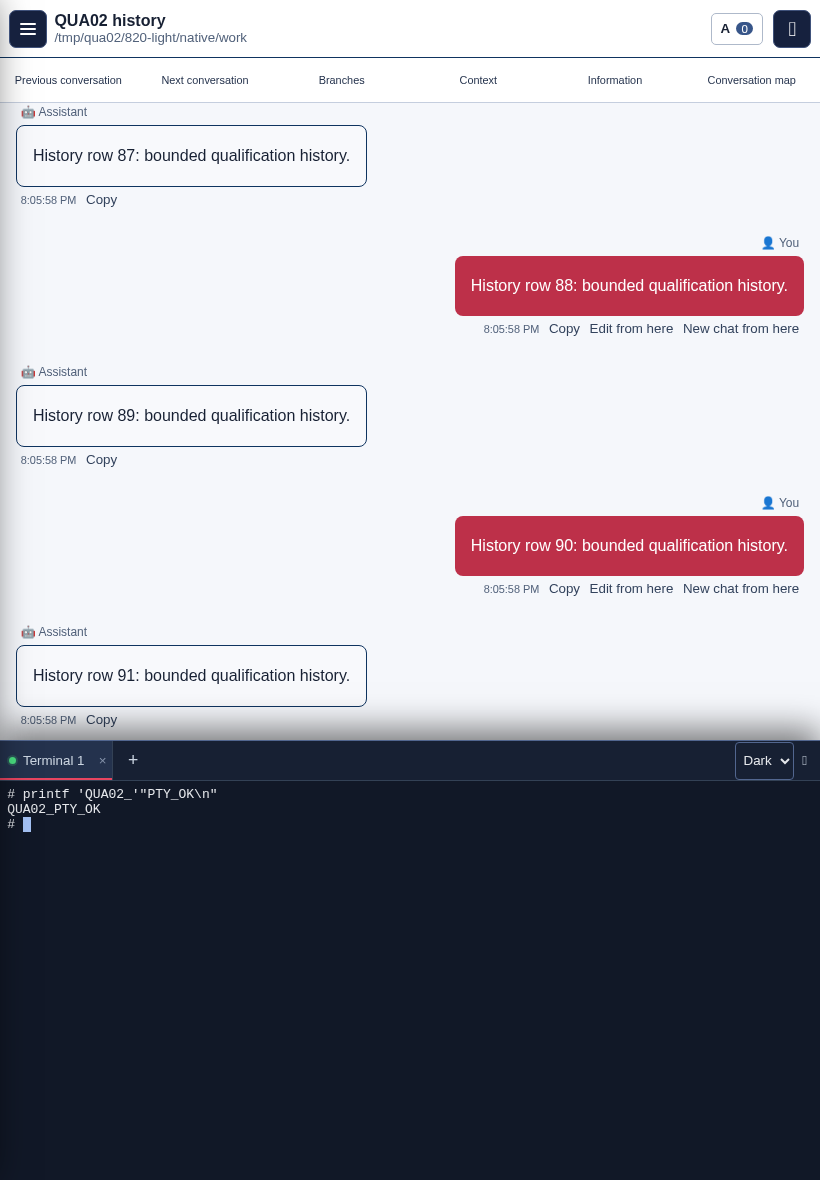 QUA02 history
/tmp/qua02/820-light/native/work
A 0
Previous conversation Next conversation Branches Context Information Conversation map
🤖 Assistant
History row 87: bounded qualification history.
8:05:58 PM Copy
👤 You
History row 88: bounded qualification history.
8:05:58 PM Copy Edit from here New chat from here
🤖 Assistant
History row 89: bounded qualification history.
8:05:58 PM Copy
👤 You
History row 90: bounded qualification history.
8:05:58 PM Copy Edit from here New chat from here
🤖 Assistant
History row 91: bounded qualification history.
8:05:58 PM Copy
Terminal 1 × + Dark
# printf 'QUA02_'"PTY_OK\n"
QUA02_PTY_OK
#